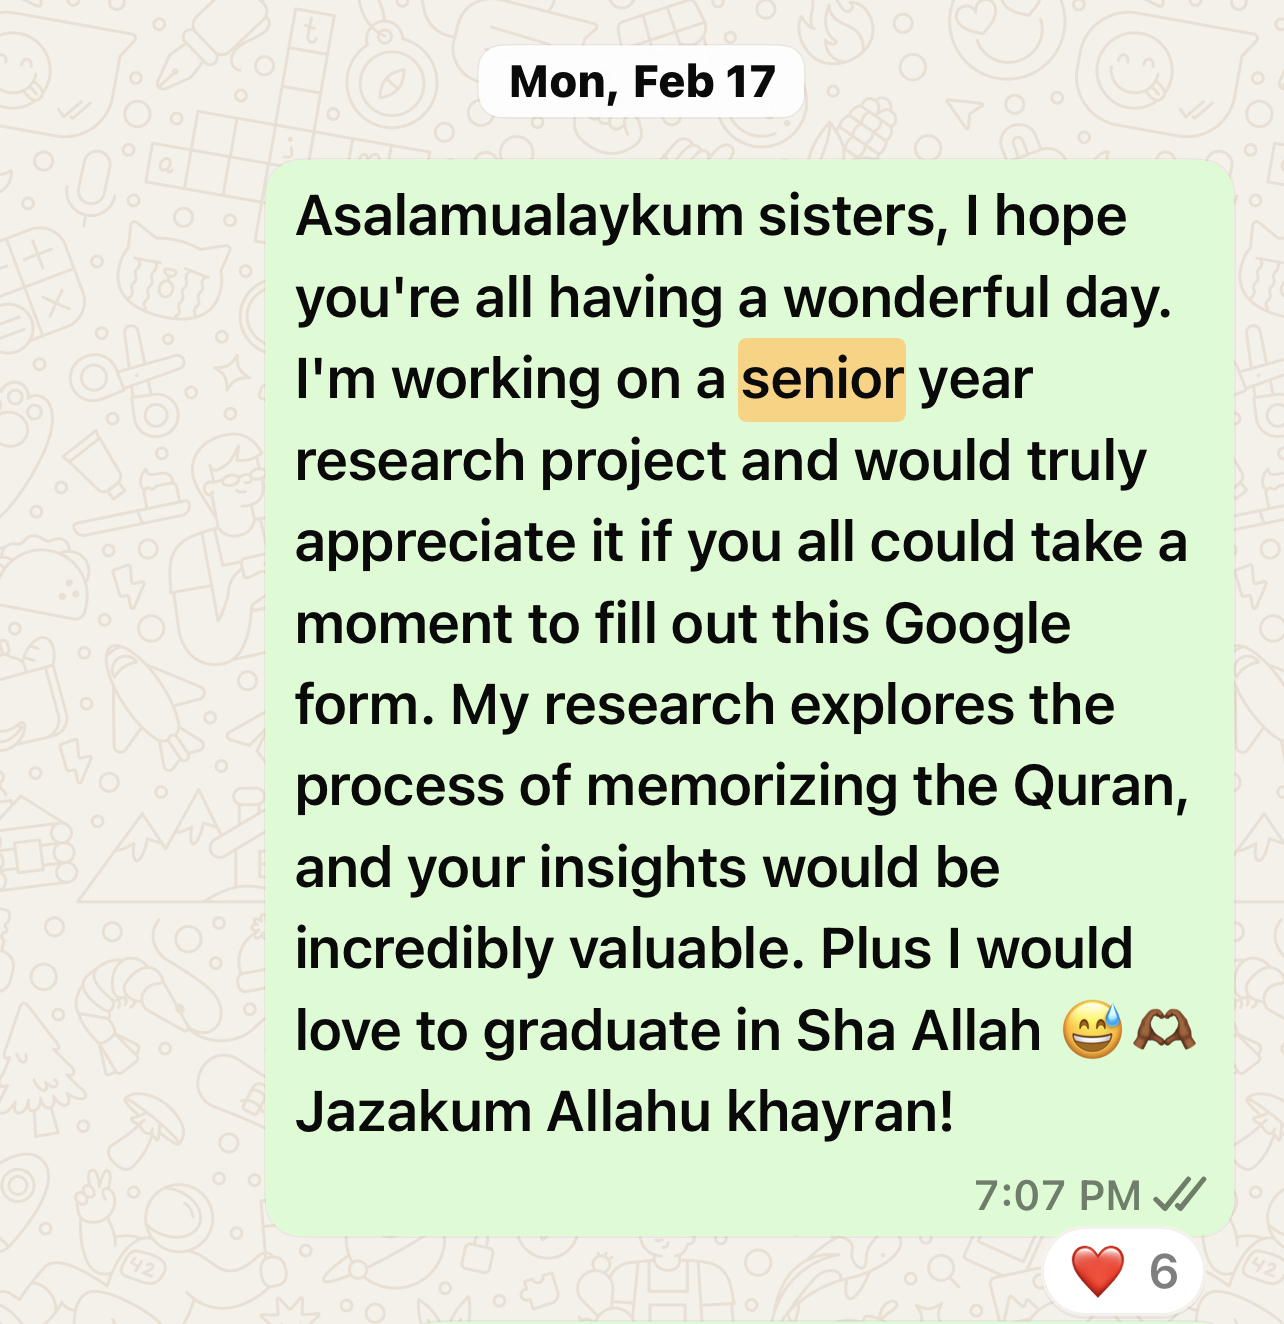 Mon, Feb 17
Asalamualaykum sisters, I hope
you're all having a wonderful day.
I'm working on a senior year
research project and would truly
appreciate it if you all could take a
moment to fill out this Google
form. My research explores the
process of memorizing the Quran,
and your insights would be
incredibly valuable. Plus I would
love to graduate in Sha Allah 😅🫶🏾
Jazakum Allahu khayran!
7:07 PM
❤️ 6